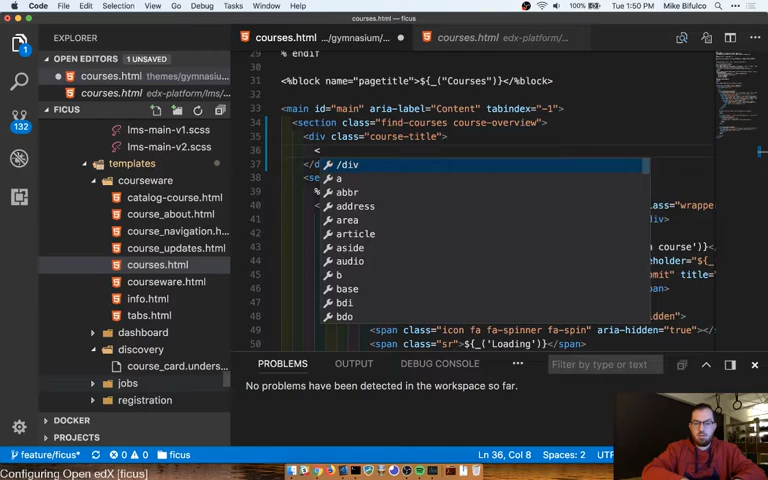 Code File Edit Selection View Go Debug Tasks Window Help
100% Tue 1:50 PM Mike Bifulco
courses.html — ficus
EXPLORER
courses.html .../gymnasium/...
courses.html edx-platform/...
OPEN EDITORS 1 UNSAVED
courses.html themes/gymnasium...
courses.html edx-platform/lms/...
FICUS
lms-main-v1.scss
lms-main-v2.scss
templates
courseware
catalog-course.html
course_about.html
course_navigation.h...
course_updates.html
courses.html
courseware.html
info.html
tabs.html
dashboard
discovery
course_card.unders...
jobs
registration
DOCKER
PROJECTS
1
132
29 % endif
30
31 <%block name="pagetitle">${_("Courses")}</%block>
32
33 <main id="main" aria-label="Content" tabindex="-1">
34 <section class="find-courses course-overview">
35 <div class="course-title">
36 <
37 </d
38 <se
39 %
40 < lass="wrappe
41 div>
42
43 n course')}</
44 eholder="${_
45 mit" title="
46 an>
47
48 idden">
49 <span class="icon fa fa-spinner fa-spin" aria-hidden="true"></
50 <span class="sr">${_('Loading')}</span>
/div
a
abbr
address
area
article
aside
audio
b
base
bdi
bdo
PROBLEMS OUTPUT DEBUG CONSOLE ••• Filter by type or text
No problems have been detected in the workspace so far.
feature/ficus* 0 0 ficus Ln 36, Col 8 Spaces: 2
Configuring Open edX [ficus]